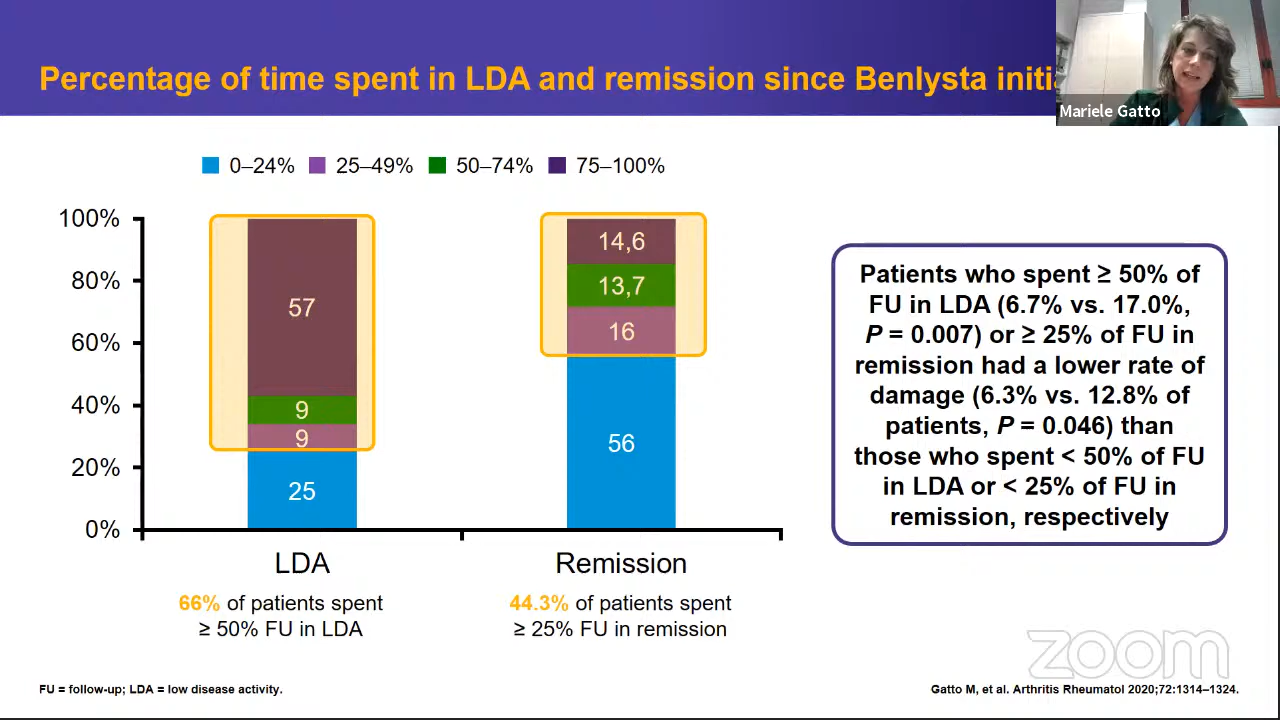 Percentage of time spent in LDA and remission since Benlysta initia
Mariele Gatto
0–24% 25–49% 50–74% 75–100%
100%
80%
60%
40%
20%
0%
57
9
9
25
14,6
13,7
16
56
LDA
Remission
66% of patients spent
≥ 50% FU in LDA
44.3% of patients spent
≥ 25% FU in remission
Patients who spent ≥ 50% of
FU in LDA (6.7% vs. 17.0%,
P = 0.007) or ≥ 25% of FU in
remission had a lower rate of
damage (6.3% vs. 12.8% of
patients, P = 0.046) than
those who spent < 50% of FU
in LDA or < 25% of FU in
remission, respectively
zoom
FU = follow-up; LDA = low disease activity.
Gatto M, et al. Arthritis Rheumatol 2020;72:1314–1324.